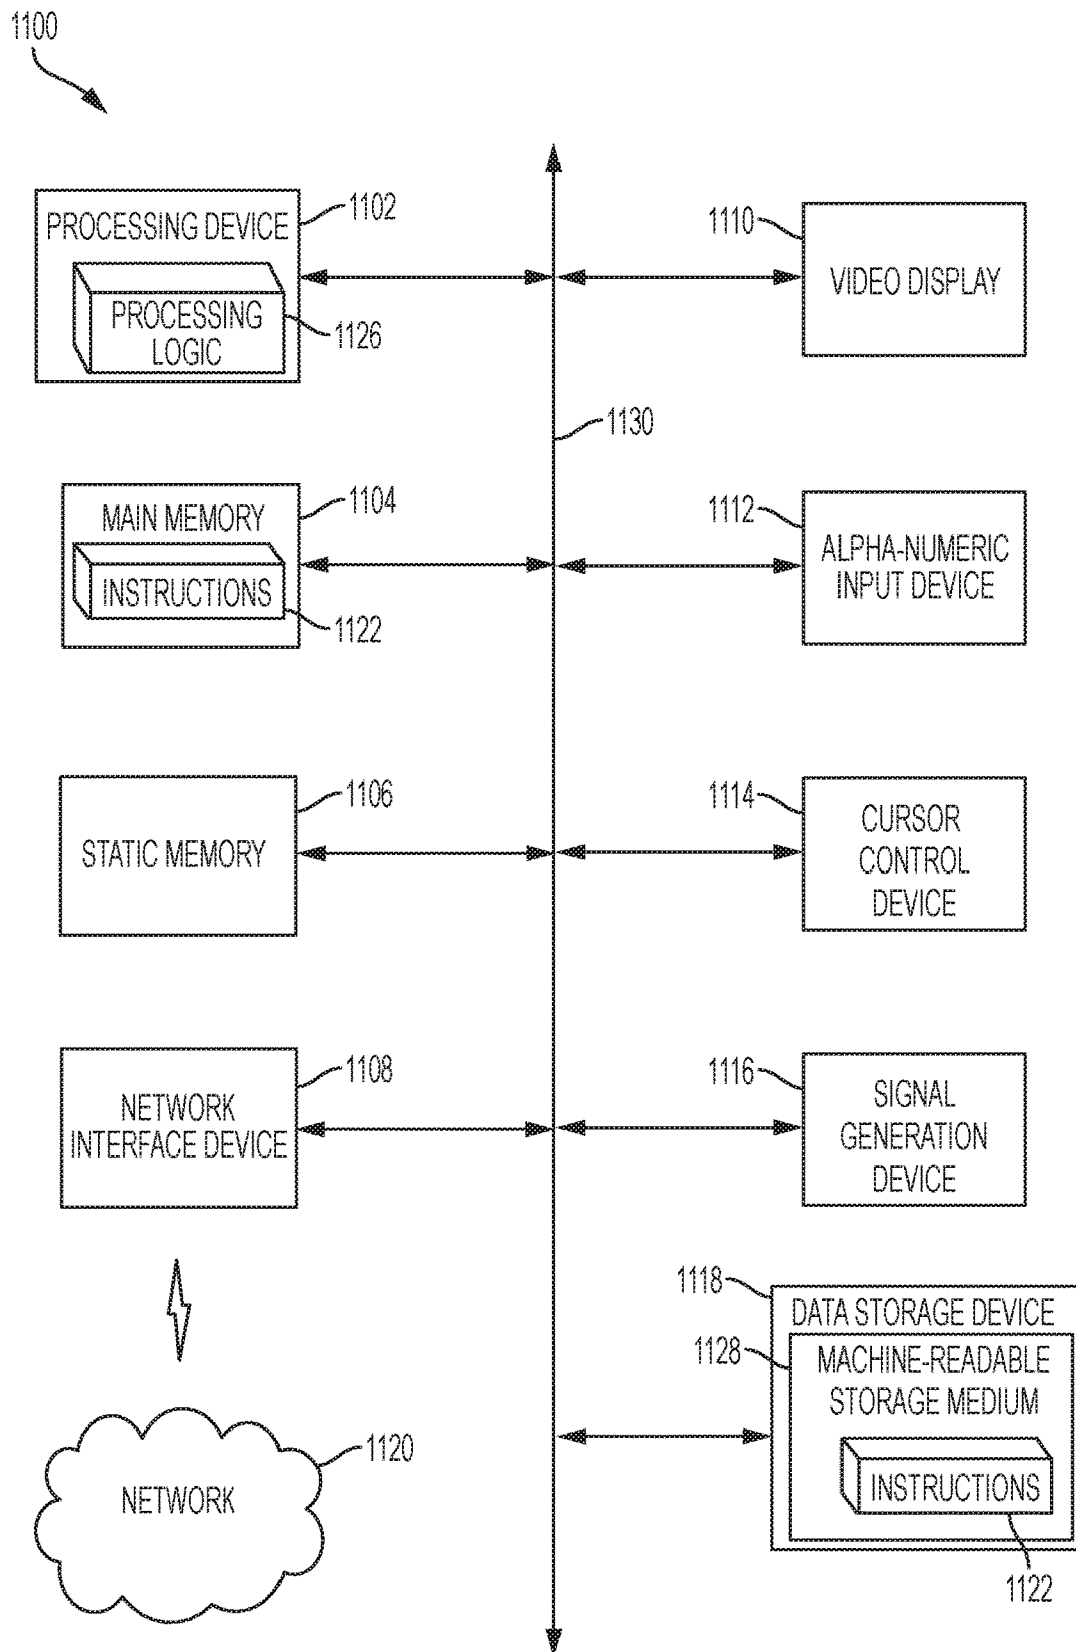 1100
PROCESSING DEVICE
1102
PROCESSING
LOGIC
1126
1110
VIDEO DISPLAY
1130
MAIN MEMORY
1104
INSTRUCTIONS
1122
1112
ALPHA-NUMERIC
INPUT DEVICE
STATIC MEMORY
1106
1114
CURSOR
CONTROL
DEVICE
NETWORK
INTERFACE DEVICE
1108
1116
SIGNAL
GENERATION
DEVICE
1118
DATA STORAGE DEVICE
1128
MACHINE-READABLE
STORAGE MEDIUM
INSTRUCTIONS
1122
NETWORK
1120